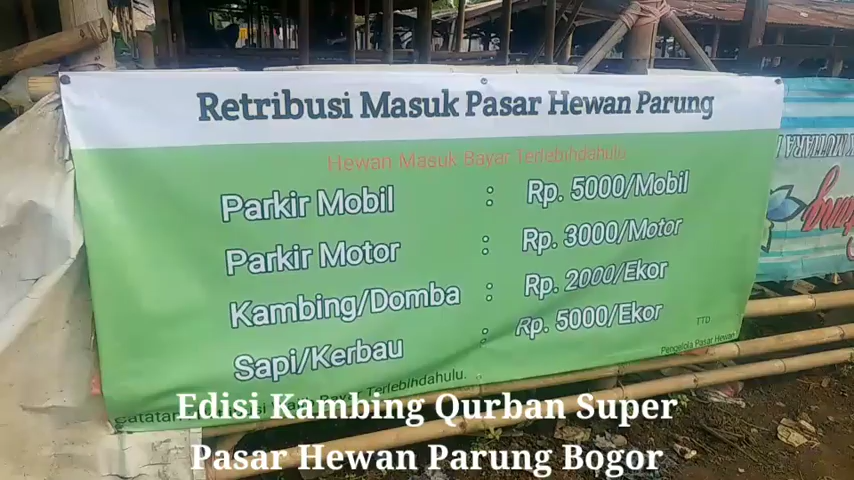 Retribusi Masuk Pasar Hewan Parung
Hewan Masuk Bayar Terlebihdahulu
Parkir Mobil : Rp. 5000/Mobil
Parkir Motor : Rp. 3000/Motor
Kambing/Domba : Rp. 2000/Ekor
Sapi/Kerbau : Rp. 5000/Ekor
TTD
Pengelola Pasar Hewan
Bayar Terlebihdahulu.
Edisi Kambing Qurban Super
Pasar Hewan Parung Bogor
MUTIARA